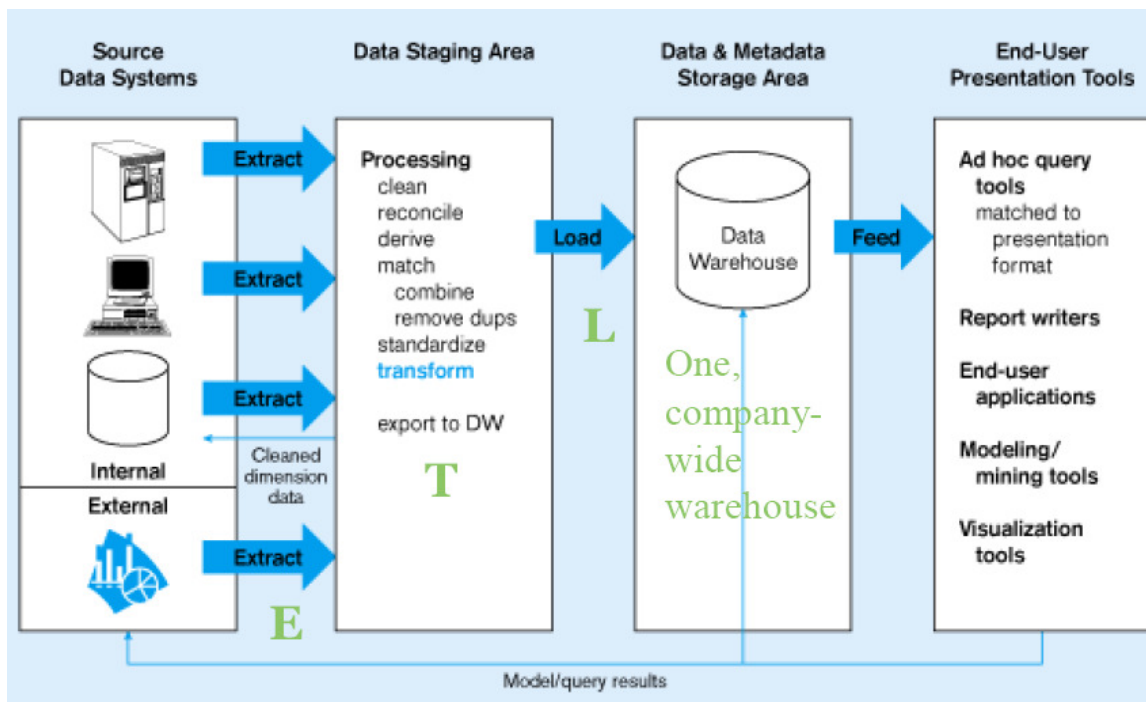 Source
Data Systems
Data Staging Area
Data & Metadata
Storage Area
End-User
Presentation Tools
Extract
Extract
Extract
Internal
External
Extract
Cleaned
dimension
data
E
Processing
clean
reconcile
derive
match
combine
remove dups
standardize
transform
export to DW
T
Load
L
Data
Warehouse
One,
company-
wide
warehouse
Feed
Ad hoc query
tools
matched to
presentation
format
Report writers
End-user
applications
Modeling/
mining tools
Visualization
tools
Model/query results